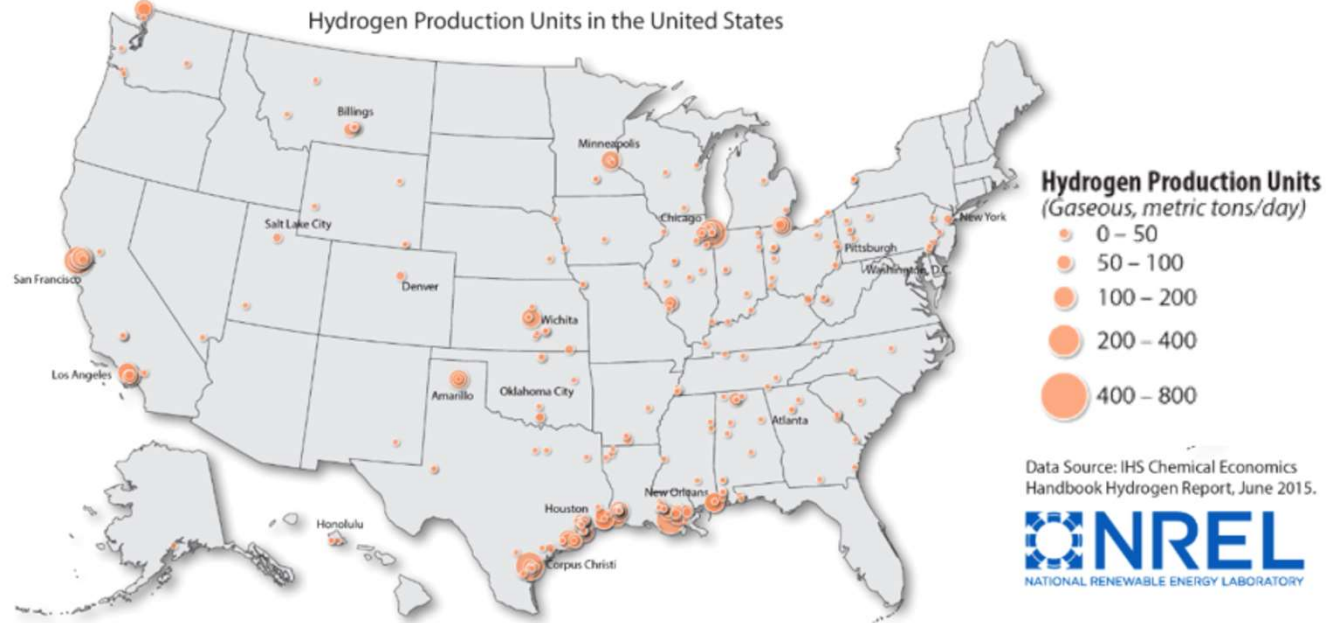 Hydrogen Production Units in the United States
Billings
Minneapolis
Salt Lake City
Chicago
New York
Pittsburgh
Washington, D.C.
San Francisco
Denver
Wichita
Los Angeles
Amarillo
Oklahoma City
Atlanta
New Orleans
Houston
Honolulu
Corpus Christi
Hydrogen Production Units
(Gaseous, metric tons/day)
0 – 50
50 – 100
100 – 200
200 – 400
400 – 800
Data Source: IHS Chemical Economics
Handbook Hydrogen Report, June 2015.
NREL
NATIONAL RENEWABLE ENERGY LABORATORY